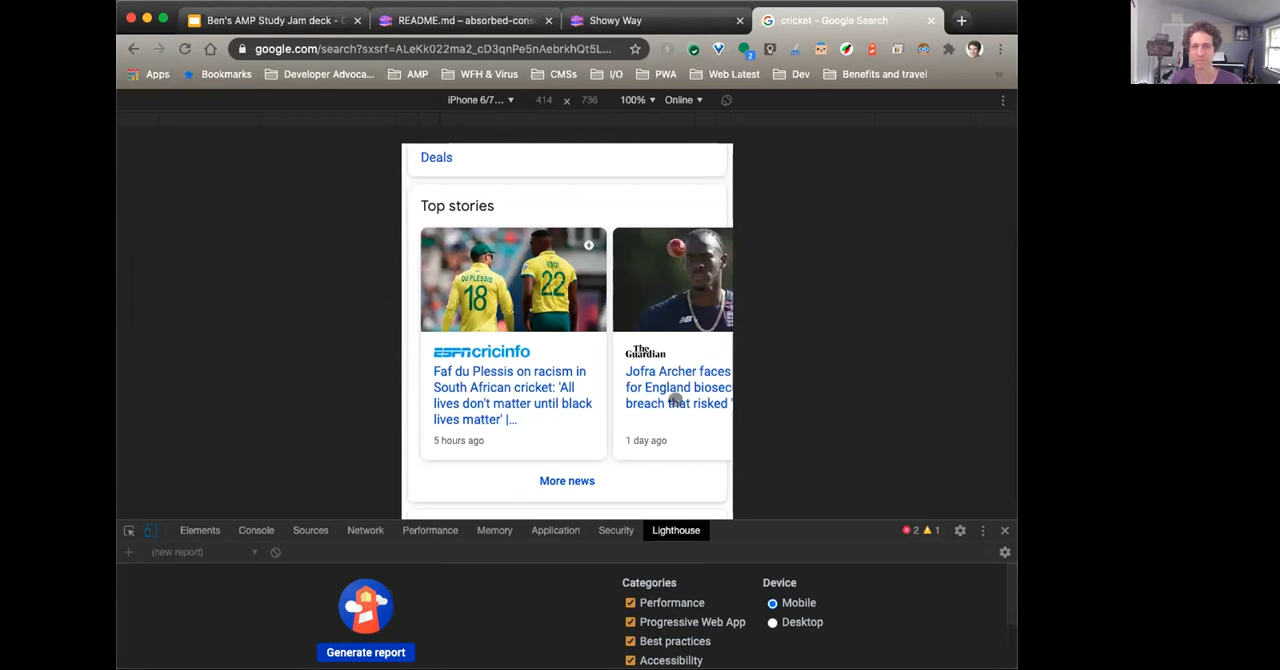 Ben's AMP Study Jam deck - G
README.md – absorbed-cons
Showy Way
cricket - Google Search
google.com/search?sxsrf=ALeKk022ma2_cD3qnPe5nAebrkhQt5L...
2
Apps
Bookmarks
Developer Advoca...
AMP
WFH & Virus
CMSs
I/O
PWA
Web Latest
Dev
Benefits and travel
»
iPhone 6/7... ▼
414
×
736
100% ▼
Online ▼
Deals
Top stories
DU PLESSIS
18
22
ESPNcricinfo
Faf du Plessis on racism in
South African cricket: 'All
lives don't matter until black
lives matter' |...
5 hours ago
The
Guardian
Jofra Archer faces
for England biosec
breach that risked '
1 day ago
More news
Elements
Console
Sources
Network
Performance
Memory
Application
Security
Lighthouse
2
1
(new report)
Generate report
Categories
Performance
Progressive Web App
Best practices
Accessibility
Device
Mobile
Desktop